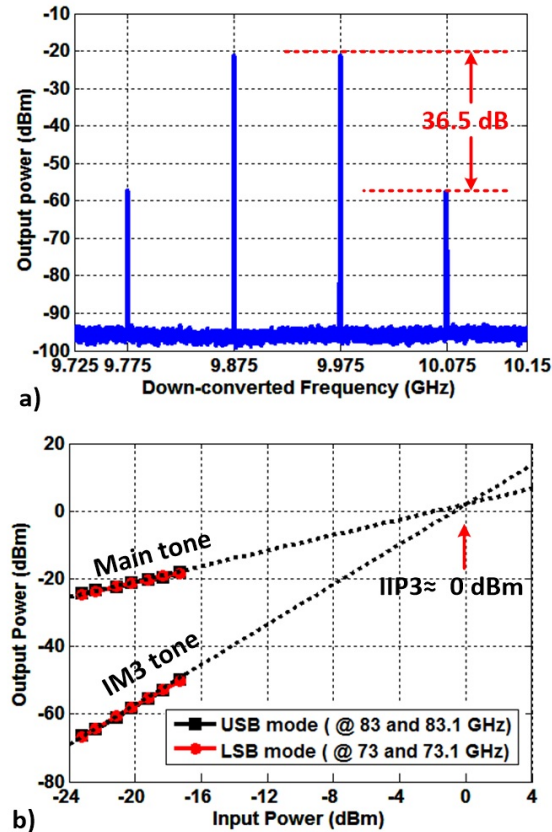 -10
-20
-30
-40
-50
-60
-70
-80
-90
-100
Output power (dBm)
36.5 dB
9.725 9.775 9.875 9.975 10.075 10.15
Down-converted Frequency (GHz)
a)
20
0
-20
-40
-60
-80
Output Power (dBm)
Main tone
IM3 tone
IIP3≈ 0 dBm
USB mode ( @ 83 and 83.1 GHz)
LSB mode ( @ 73 and 73.1 GHz)
-24 -20 -16 -12 -8 -4 0 4
Input Power (dBm)
b)